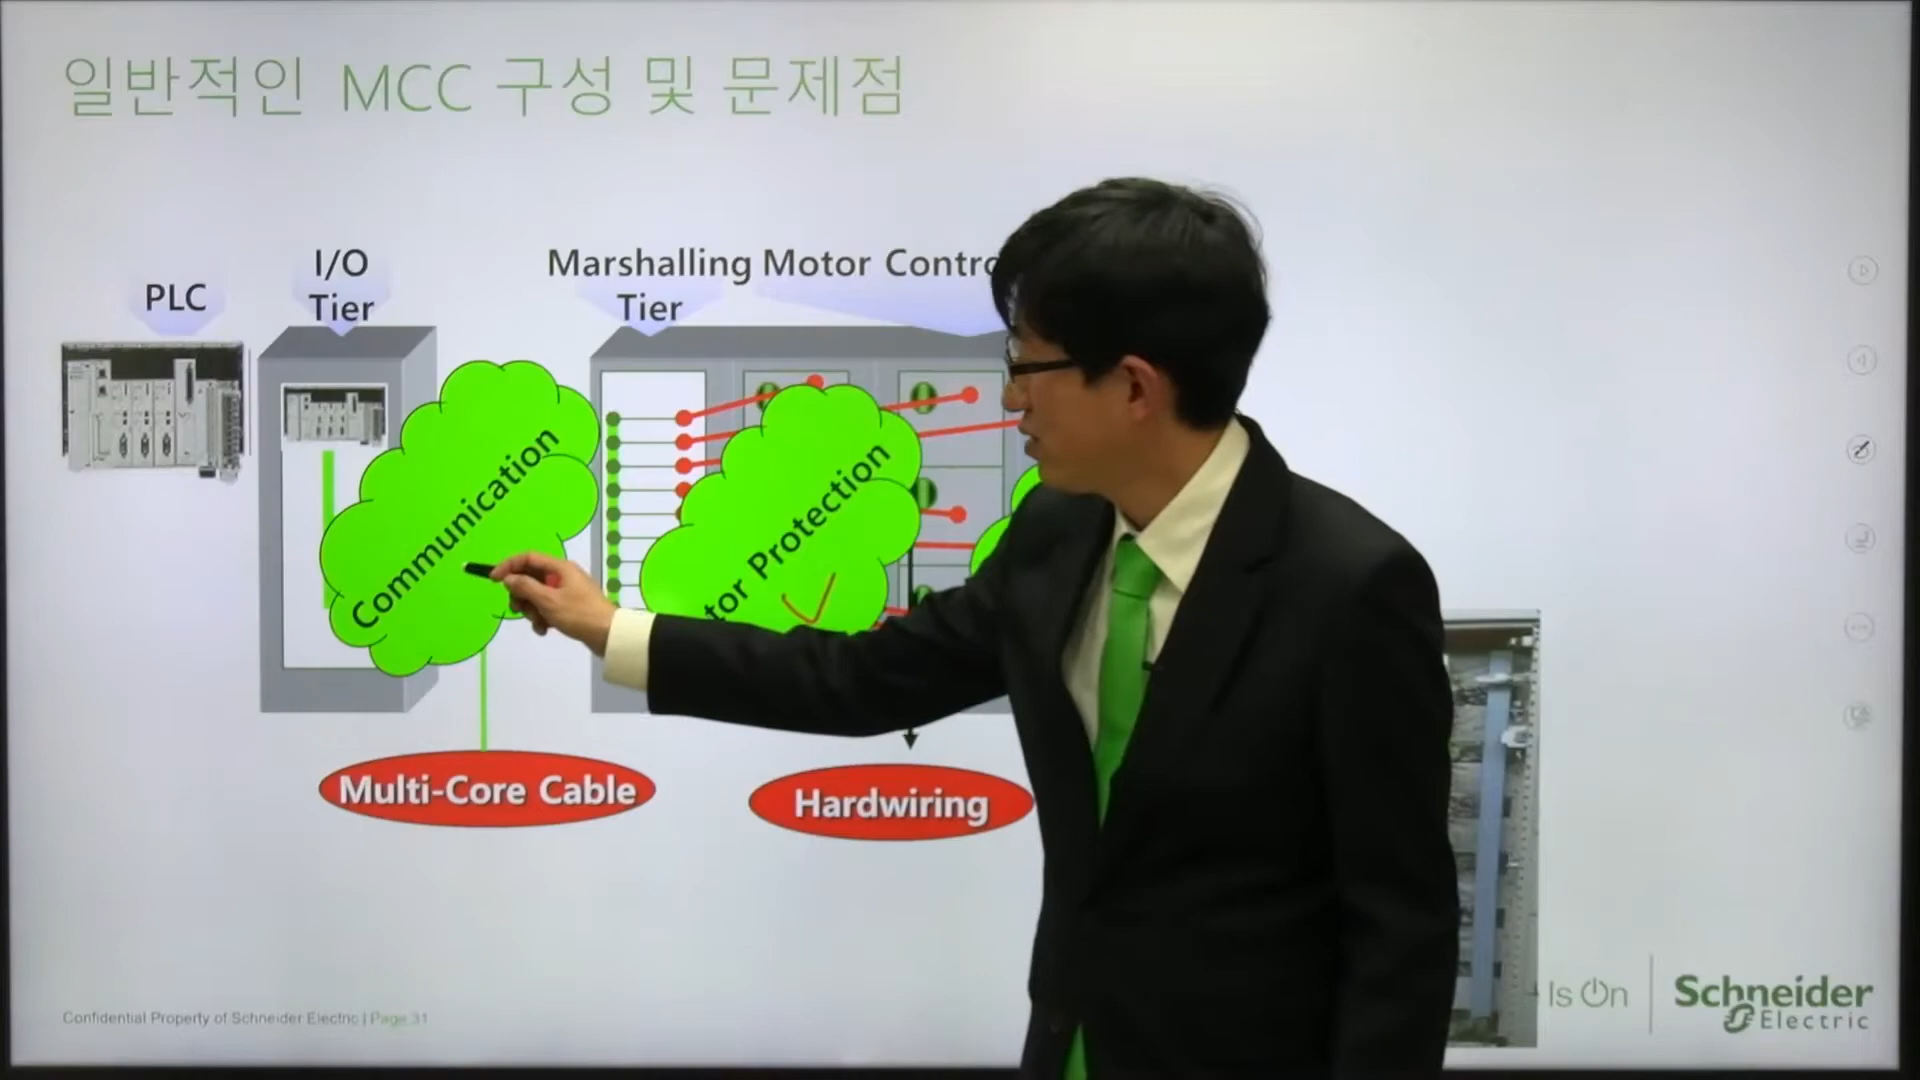 일반적인 MCC 구성 및 문제점
PLC
I/O
Tier
Marshalling
Tier
Motor Contro
Communication
tor Protection
Multi-Core Cable
Hardwiring
Confidential Property of Schneider Electric | Page 31
Is On
Schneider
Electric